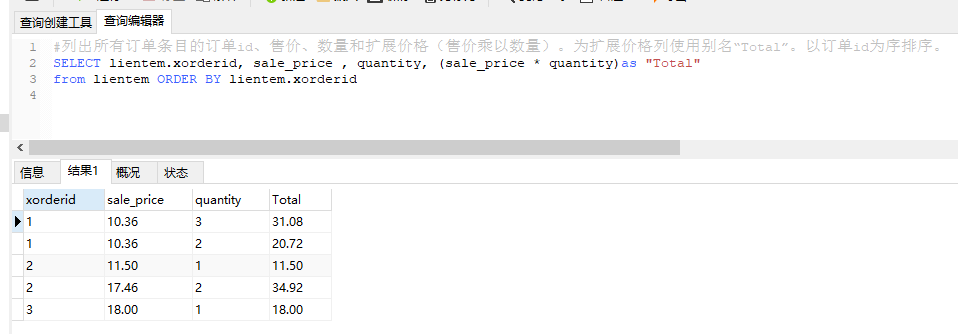 查询创建工具 查询编辑器
1 #列出所有订单条目的订单id、售价、数量和扩展价格（售价乘以数量）。为扩展价格列使用别名“Total”。以订单id为序排序。
2 SELECT lientem.xorderid, sale_price , quantity, (sale_price * quantity)as "Total"
3 from lientem ORDER BY lientem.xorderid
4
信息 结果1 概况 状态
xorderid sale_price quantity Total
1 10.36 3 31.08
1 10.36 2 20.72
2 11.50 1 11.50
2 17.46 2 34.92
3 18.00 1 18.00